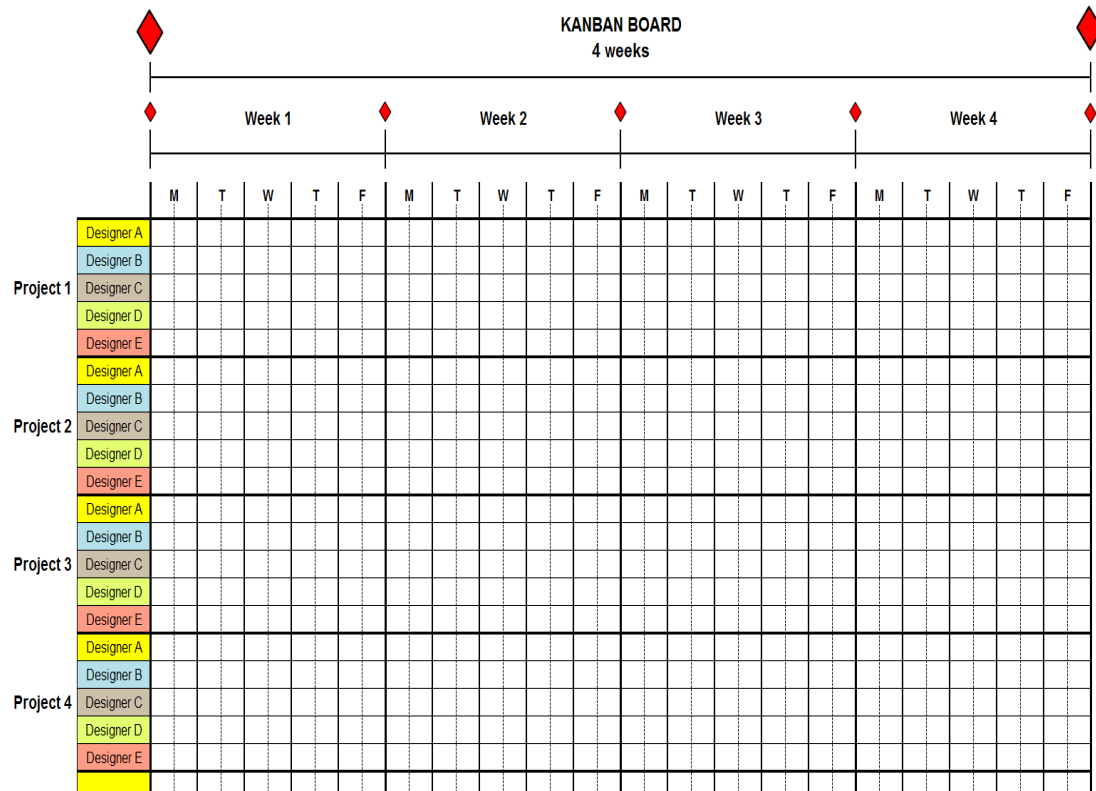 KANBAN BOARD
4 weeks
Week 1 Week 2 Week 3 Week 4
M T W T F M T W T F M T W T F M T W T F
Designer A
Designer B
Project 1 Designer C
Designer D
Designer E
Designer A
Designer B
Project 2 Designer C
Designer D
Designer E
Designer A
Designer B
Project 3 Designer C
Designer D
Designer E
Designer A
Designer B
Project 4 Designer C
Designer D
Designer E